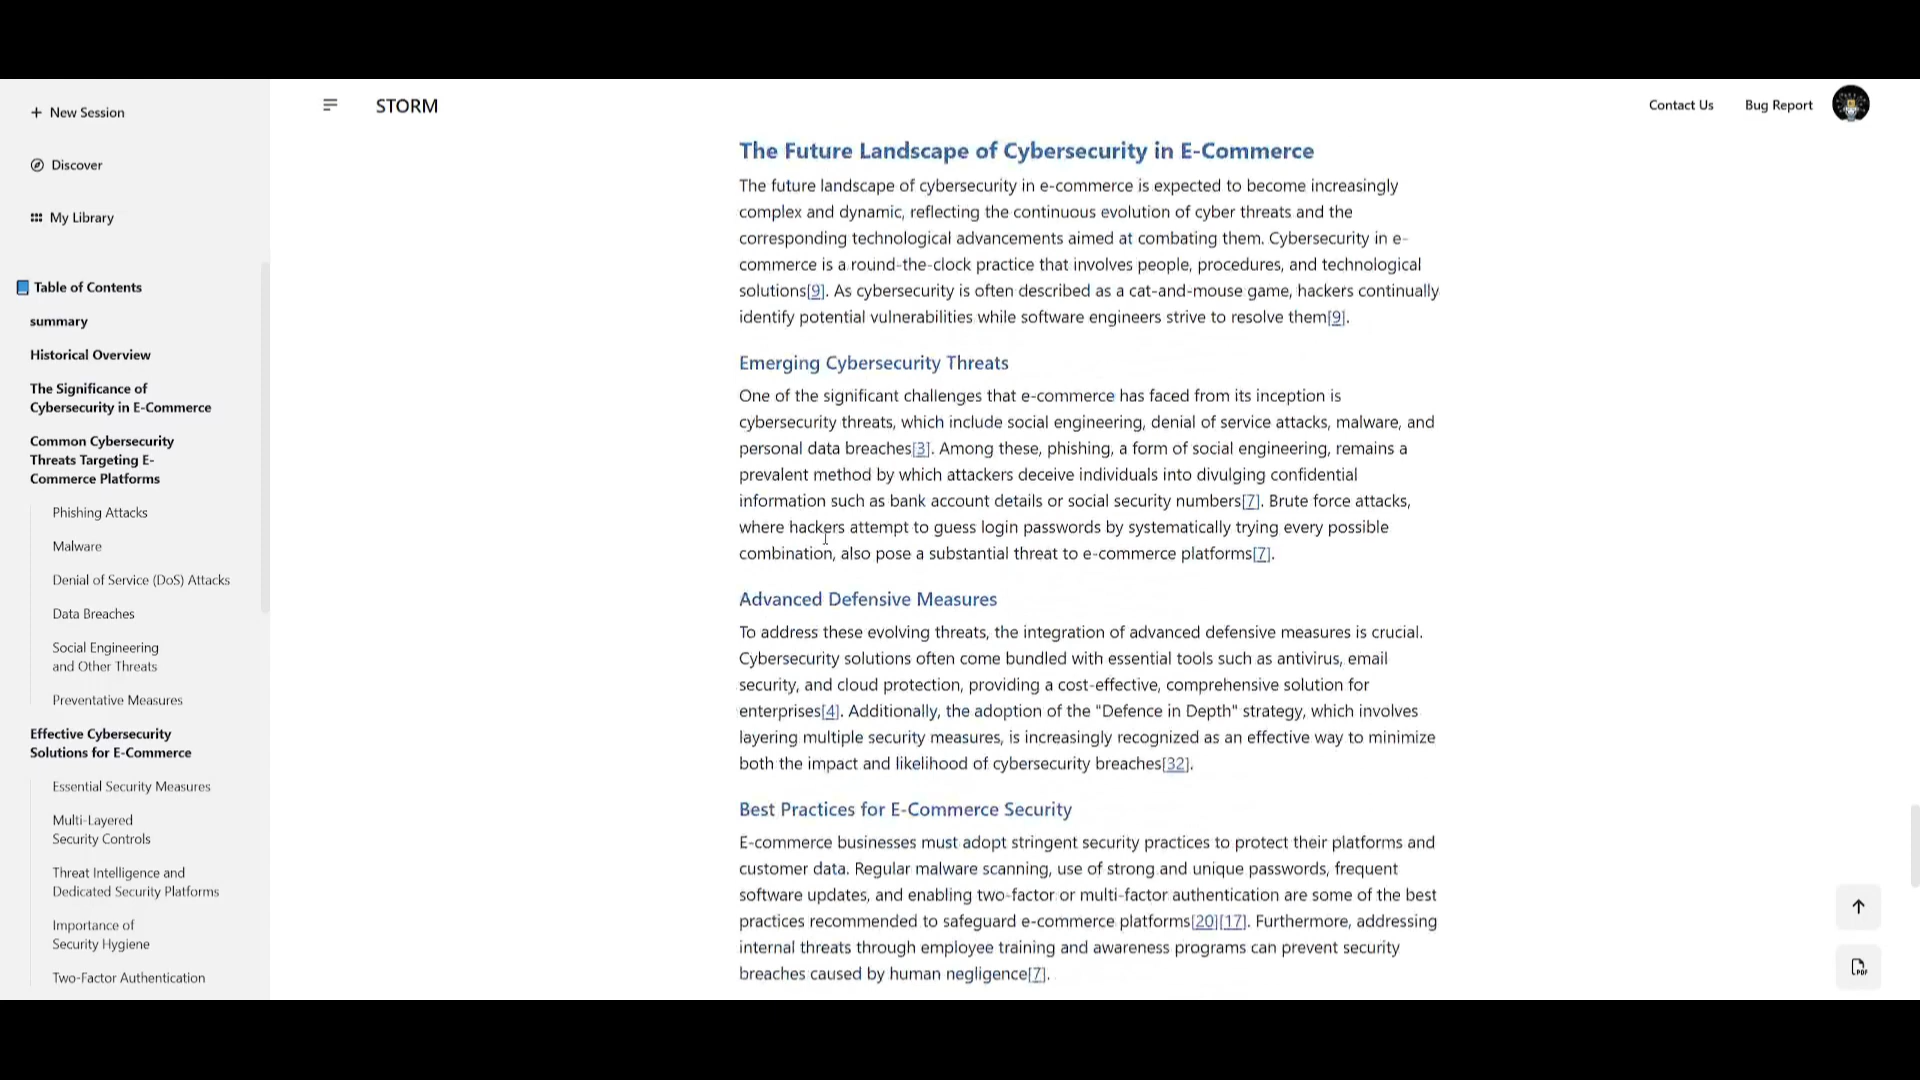 New Session
Discover
My Library
Table of Contents
summary
Historical Overview
The Significance of
Cybersecurity in E-Commerce
Common Cybersecurity
Threats Targeting E-
Commerce Platforms
Phishing Attacks
Malware
Denial of Service (DoS) Attacks
Data Breaches
Social Engineering
and Other Threats
Preventative Measures
Effective Cybersecurity
Solutions for E-Commerce
Essential Security Measures
Multi-Layered
Security Controls
Threat Intelligence and
Dedicated Security Platforms
Importance of
Security Hygiene
Two-Factor Authentication
STORM
Contact Us
Bug Report
The Future Landscape of Cybersecurity in E-Commerce
The future landscape of cybersecurity in e-commerce is expected to become increasingly
complex and dynamic, reflecting the continuous evolution of cyber threats and the
corresponding technological advancements aimed at combating them. Cybersecurity in e-
commerce is a round-the-clock practice that involves people, procedures, and technological
solutions[9]. As cybersecurity is often described as a cat-and-mouse game, hackers continually
identify potential vulnerabilities while software engineers strive to resolve them[9].
Emerging Cybersecurity Threats
One of the significant challenges that e-commerce has faced from its inception is
cybersecurity threats, which include social engineering, denial of service attacks, malware, and
personal data breaches[3]. Among these, phishing, a form of social engineering, remains a
prevalent method by which attackers deceive individuals into divulging confidential
information such as bank account details or social security numbers[7]. Brute force attacks,
where hackers attempt to guess login passwords by systematically trying every possible
combination, also pose a substantial threat to e-commerce platforms[7].
Advanced Defensive Measures
To address these evolving threats, the integration of advanced defensive measures is crucial.
Cybersecurity solutions often come bundled with essential tools such as antivirus, email
security, and cloud protection, providing a cost-effective, comprehensive solution for
enterprises[4]. Additionally, the adoption of the "Defence in Depth" strategy, which involves
layering multiple security measures, is increasingly recognized as an effective way to minimize
both the impact and likelihood of cybersecurity breaches[32].
Best Practices for E-Commerce Security
E-commerce businesses must adopt stringent security practices to protect their platforms and
customer data. Regular malware scanning, use of strong and unique passwords, frequent
software updates, and enabling two-factor or multi-factor authentication are some of the best
practices recommended to safeguard e-commerce platforms[20][17]. Furthermore, addressing
internal threats through employee training and awareness programs can prevent security
breaches caused by human negligence[7].
PDF